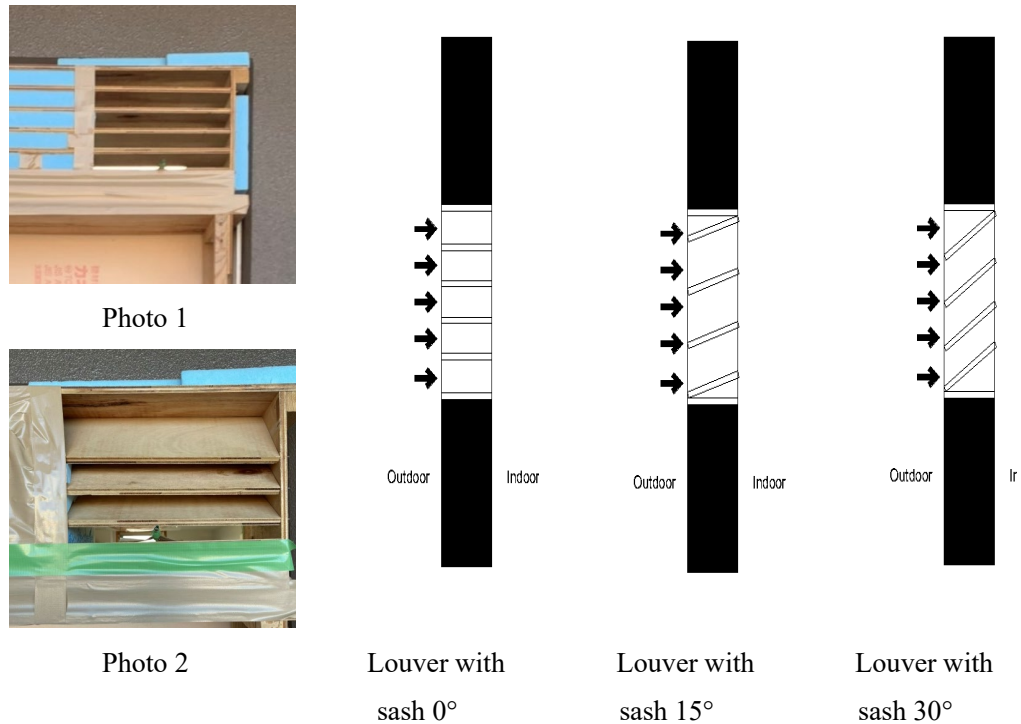 Photo 1
Outdoor
Indoor
Outdoor
Indoor
Outdoor
Photo 2
Louver with
sash 0°
Louver with
sash 15°
Louver with
sash 30°